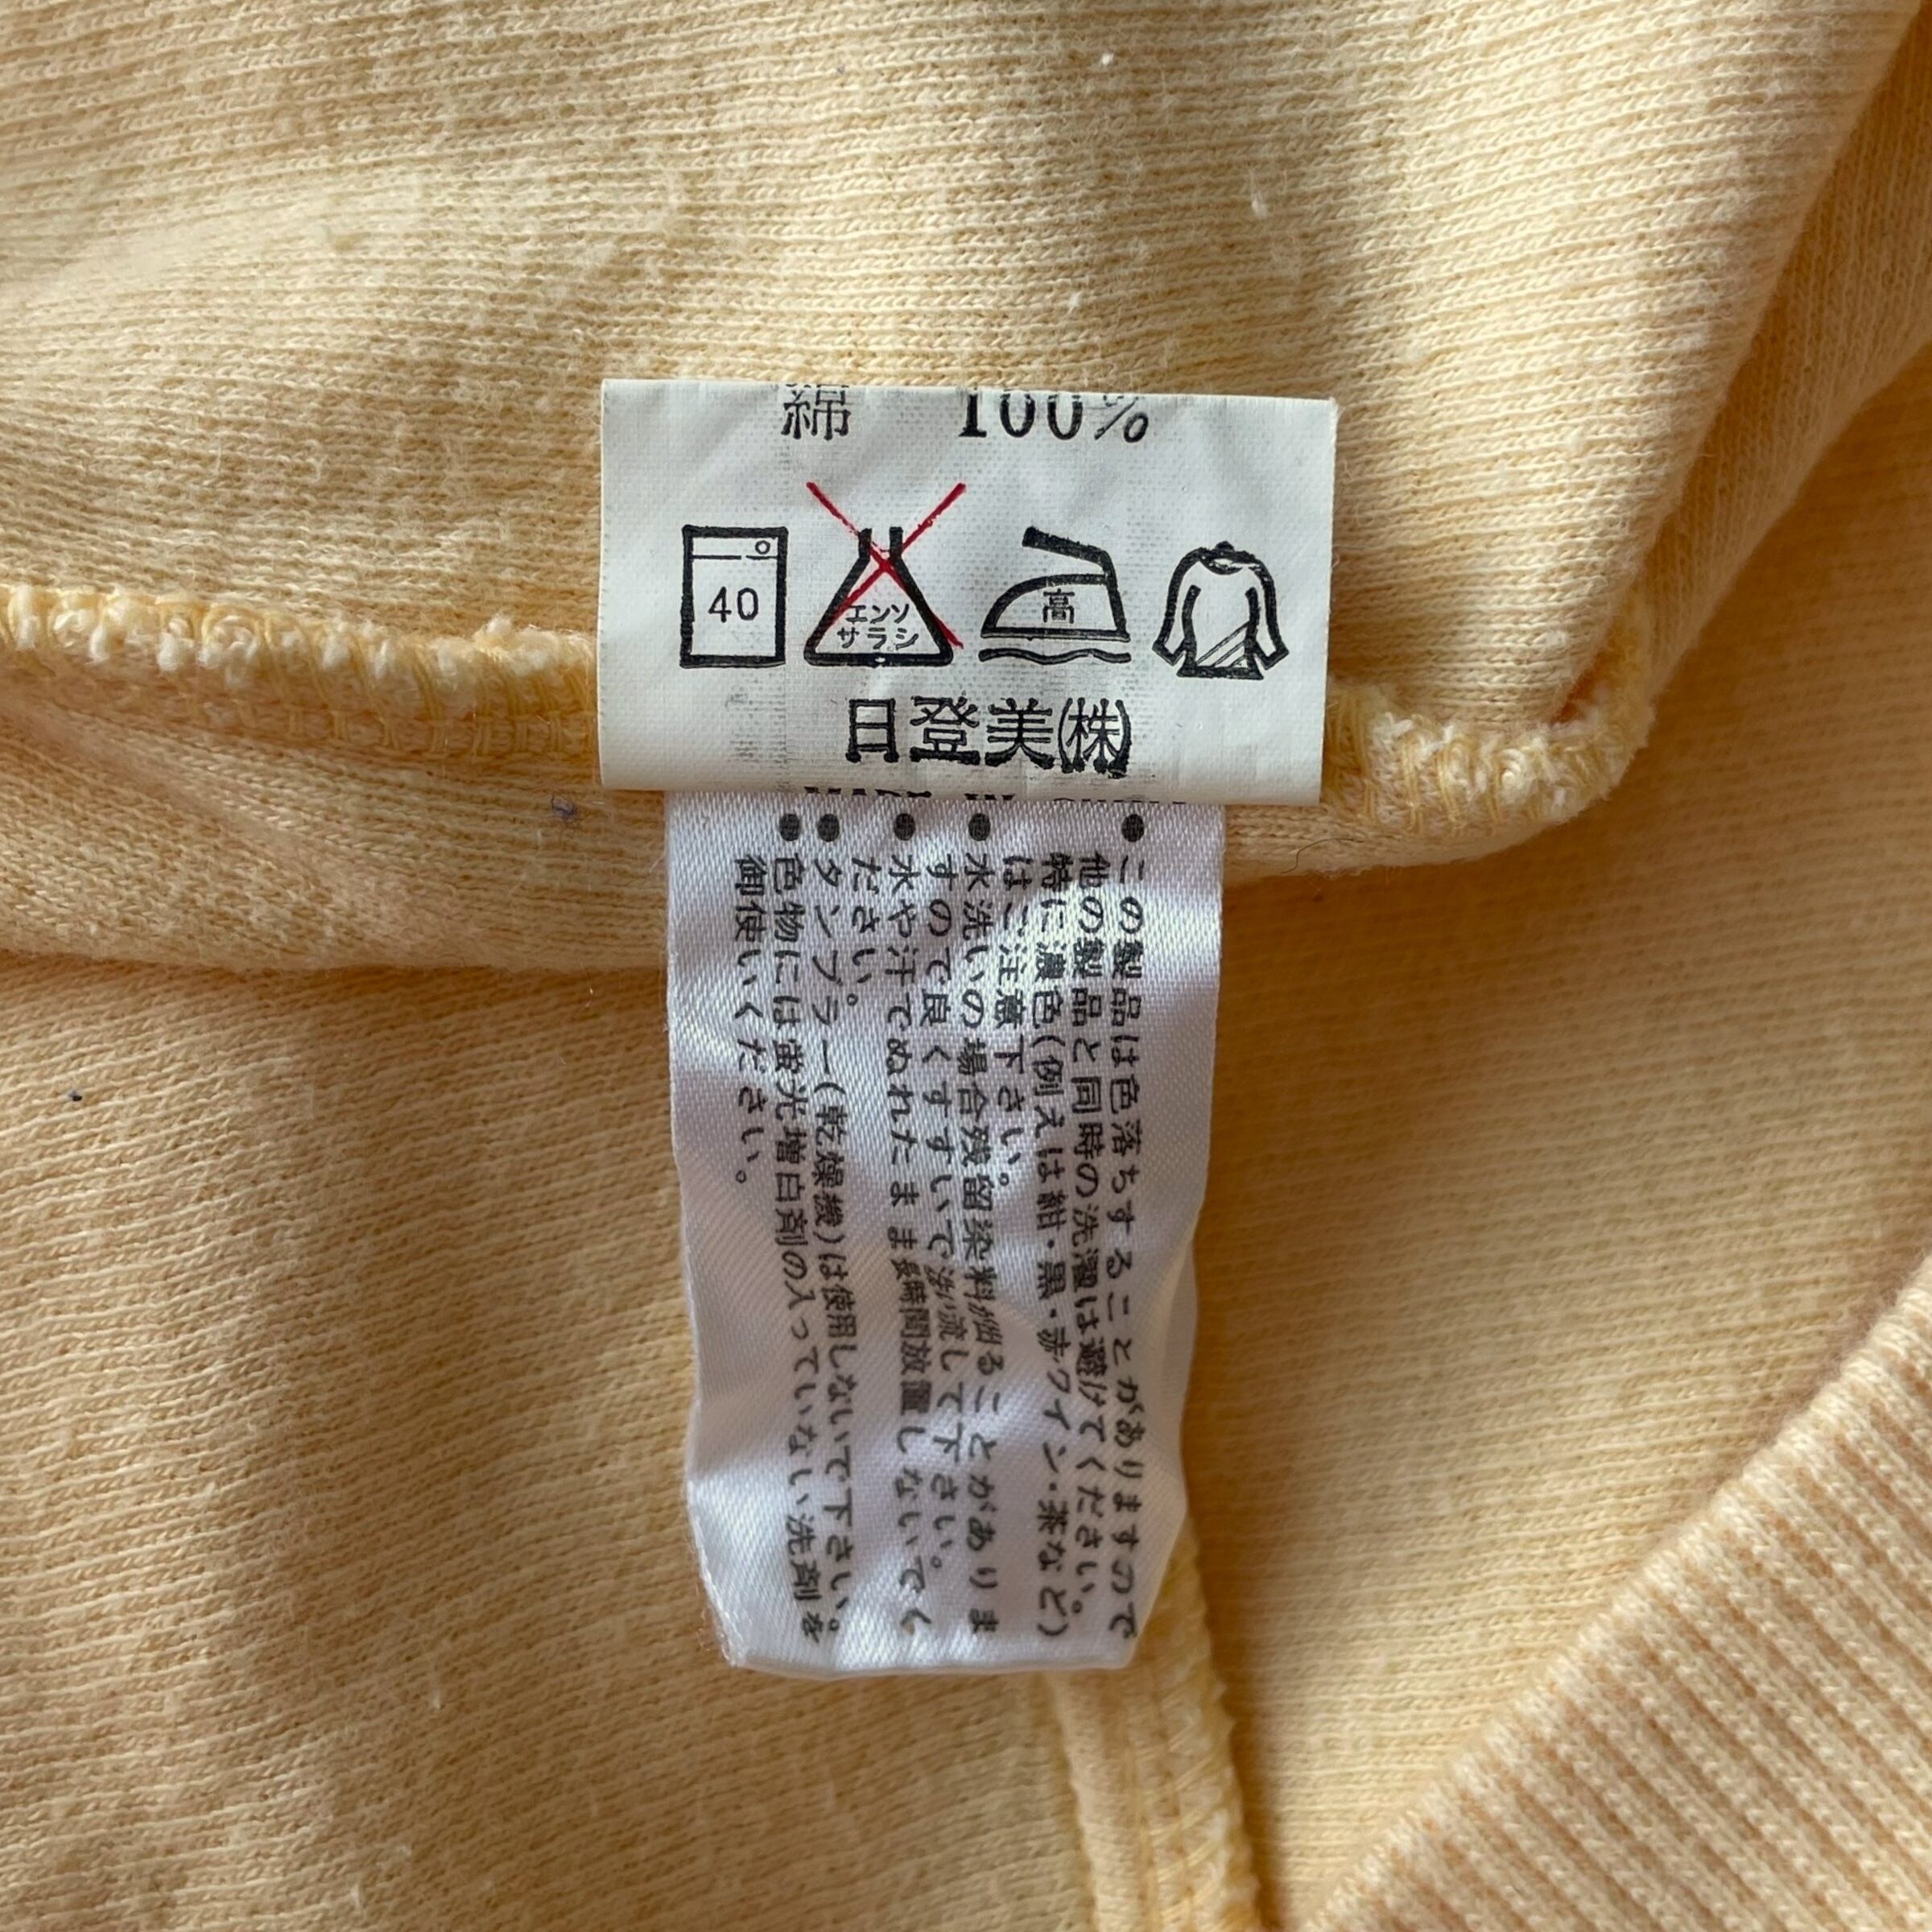 綿 100%
40
エンソ
サラシ
高
日登美㈱
●この製品は色落ちすることがありますので
他の製品と同時の洗濯は避けてください。
特に濃色(例えば紺・黒・赤・ワイン・茶など)
はご注意下さい。
●水洗いの場合残留染料が出ることがありま
すので良くすすいで洗い流して下さい。
●水や汗でぬれたまま長時間放置しないでく
ださい。
●タンブラー(乾燥機)は使用しないで下さい。
●色物には蛍光増白剤の入っていない洗剤を
御使いください。